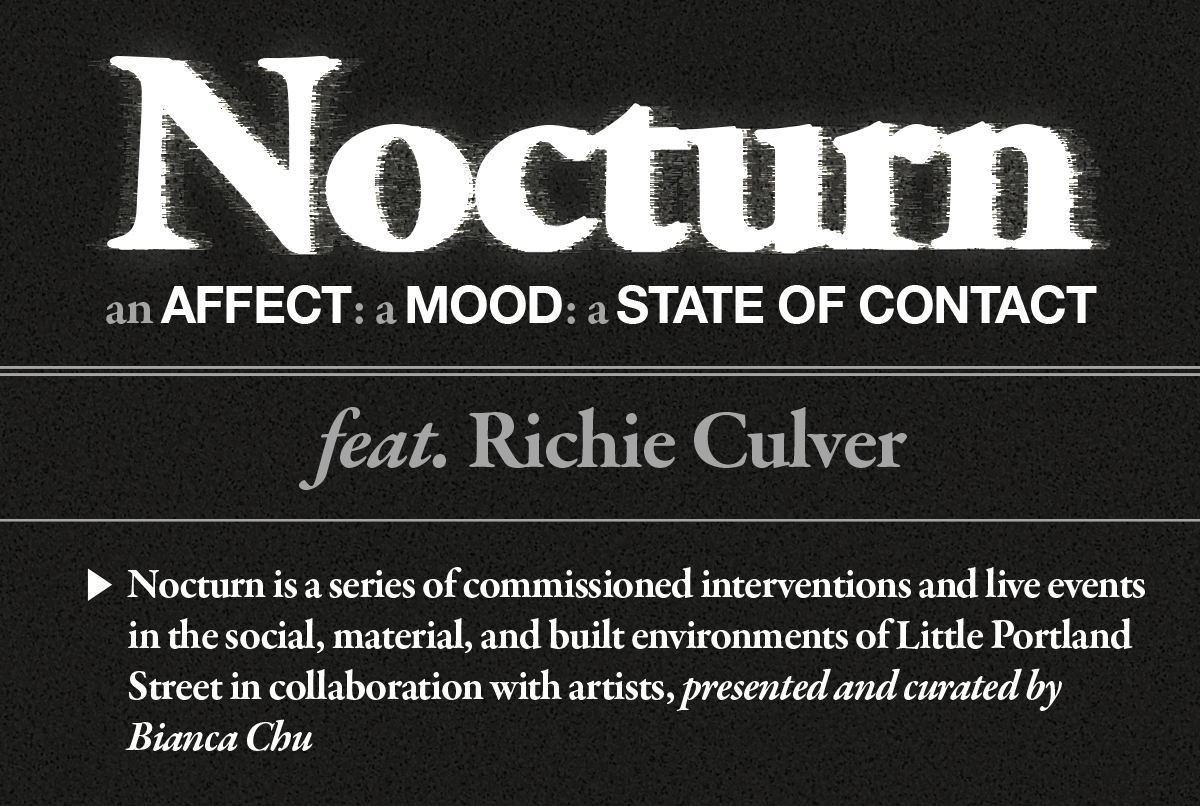 Nocturn
an AFFECT: a MOOD: a STATE OF CONTACT
feat. Richie Culver
Nocturn is a series of commissioned interventions and live events
in the social, material, and built environments of Little Portland
Street in collaboration with artists, presented and curated by
Bianca Chu